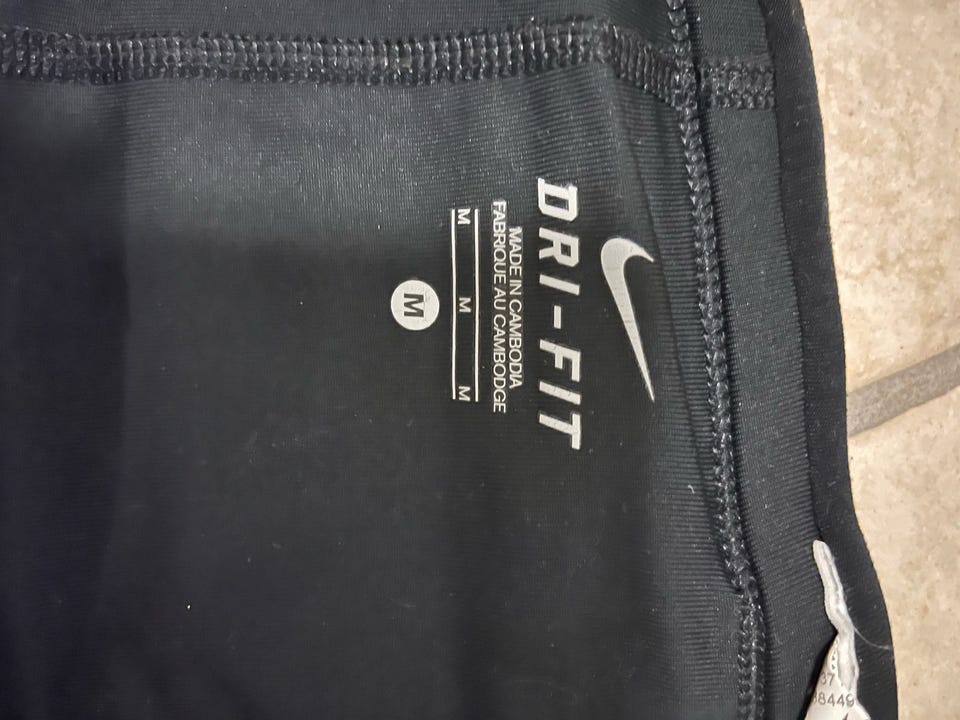 DRI-FIT
MADE IN CAMBODIA
FABRIQUE AU CAMBODGE
M M M
M